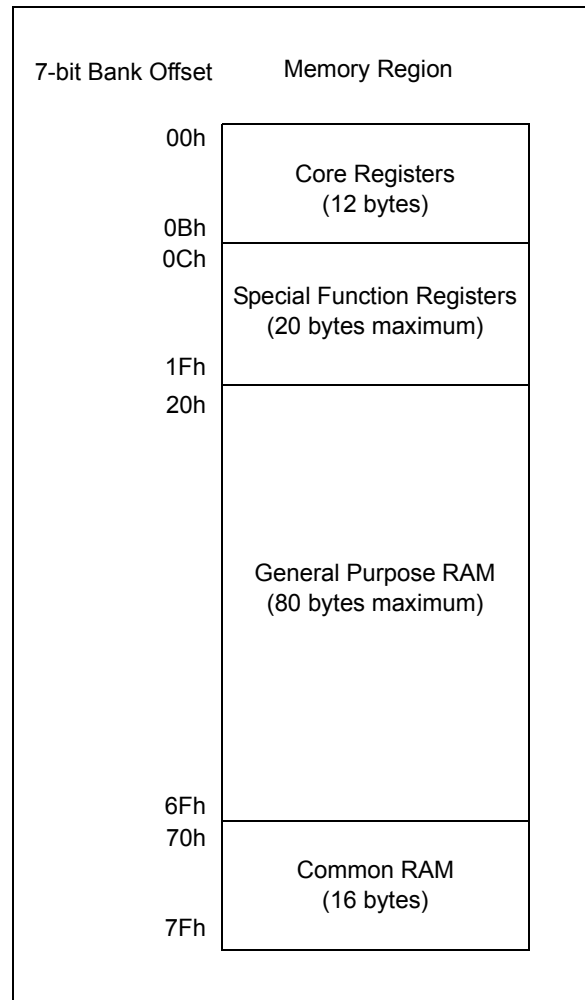 7-bit Bank Offset
Memory Region
00h
Core Registers
(12 bytes)
0Bh
0Ch
Special Function Registers
(20 bytes maximum)
1Fh
20h
General Purpose RAM
(80 bytes maximum)
6Fh
70h
Common RAM
(16 bytes)
7Fh